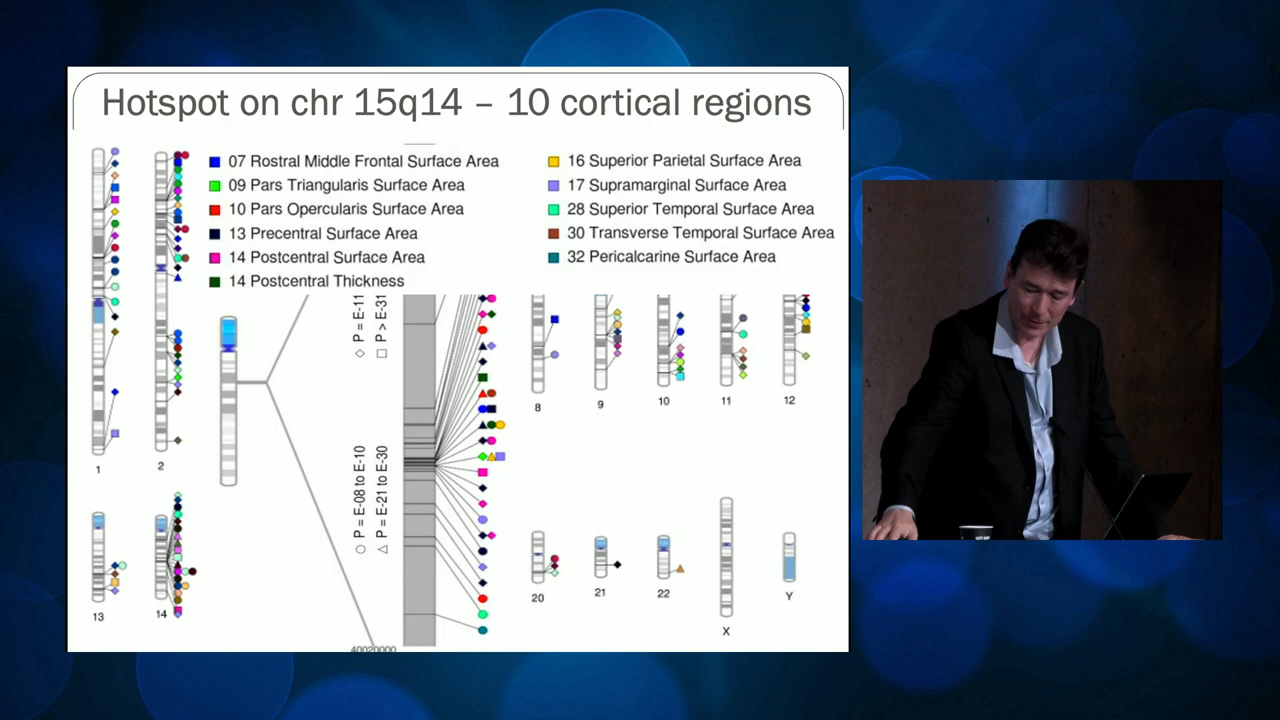 Hotspot on chr 15q14 – 10 cortical regions
07 Rostral Middle Frontal Surface Area
09 Pars Triangularis Surface Area
10 Pars Opercularis Surface Area
13 Precentral Surface Area
14 Postcentral Surface Area
14 Postcentral Thickness
16 Superior Parietal Surface Area
17 Supramarginal Surface Area
28 Superior Temporal Surface Area
30 Transverse Temporal Surface Area
32 Pericalcarine Surface Area
P = E-11
P > E-31
P = E-08 to E-10
P = E-21 to E-30
1
2
8
9
10
11
12
13
14
20
21
22
X
Y